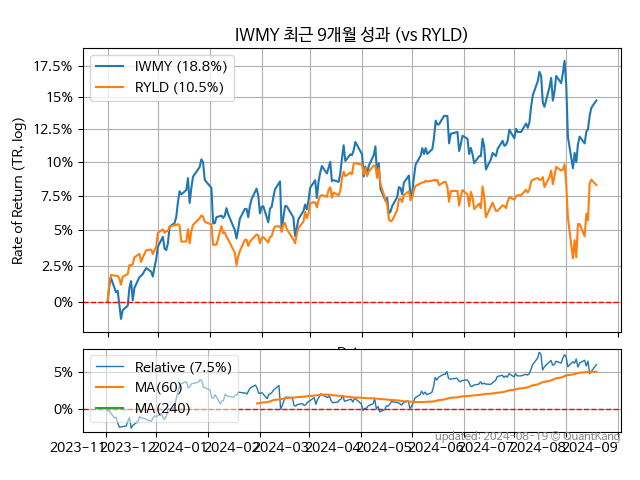 IWMY 최근 9개월 성과 (vs RYLD)
IWMY (18.8%)
RYLD (10.5%)
Rate of Return (TR, log)
17.5%
15%
12.5%
10%
7.5%
5%
2.5%
0%
Relative (7.5%)
MA(60)
MA(240)
5%
0%
2023-11 2023-12 2024-01 2024-02 2024-03 2024-04 2024-05 2024-06 2024-07 2024-08 2024-09
updated: 2024-08-19 © QuantKang